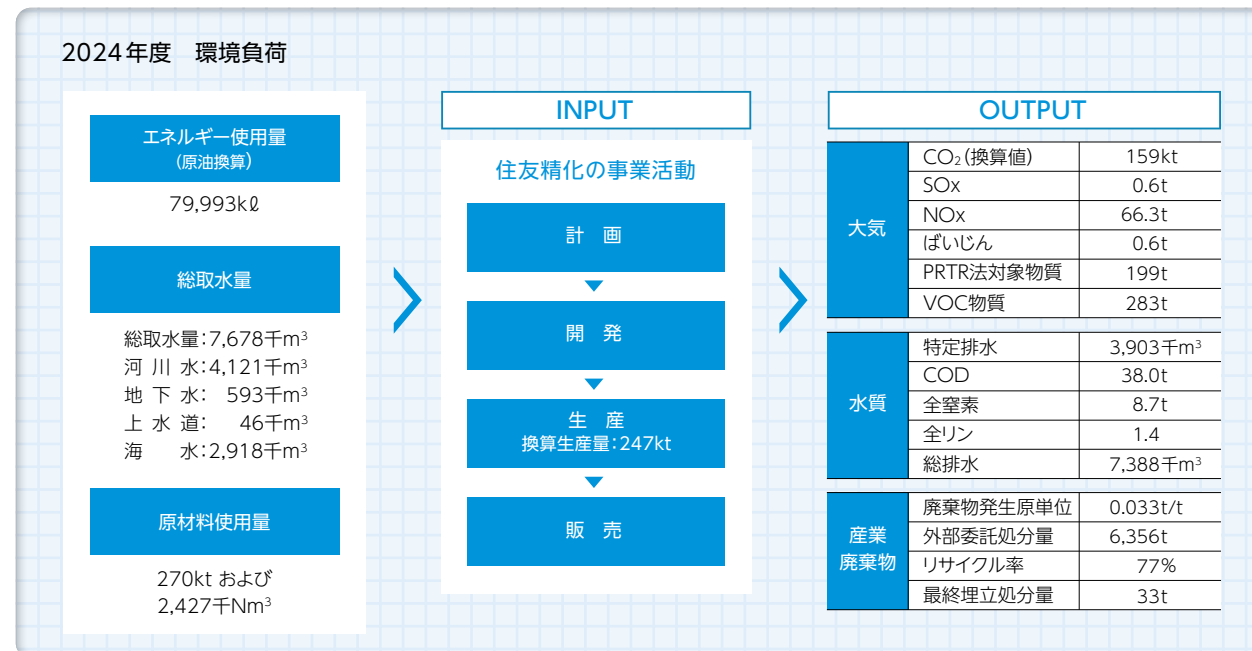 2024年度　環境負荷
エネルギー使用量
(原油換算)
79,993kℓ
総取水量
総取水量：7,678千m³
河川水：4,121千m³
地下水：593千m³
上水道：46千m³
海水：2,918千m³
原材料使用量
270kt および
2,427千Nm³
INPUT
住友精化の事業活動
計　画
開　発
生　産
換算生産量：247kt
販　売
OUTPUT
大気
CO₂(換算値) 159kt
SOx 0.6t
NOx 66.3t
ばいじん 0.6t
PRTR法対象物質 199t
VOC物質 283t
水質
特定排水 3,903千m³
COD 38.0t
全窒素 8.7t
全リン 1.4
総排水 7,388千m³
産業
廃棄物
廃棄物発生原単位 0.033t/t
外部委託処分量 6,356t
リサイクル率 77%
最終埋立処分量 33t